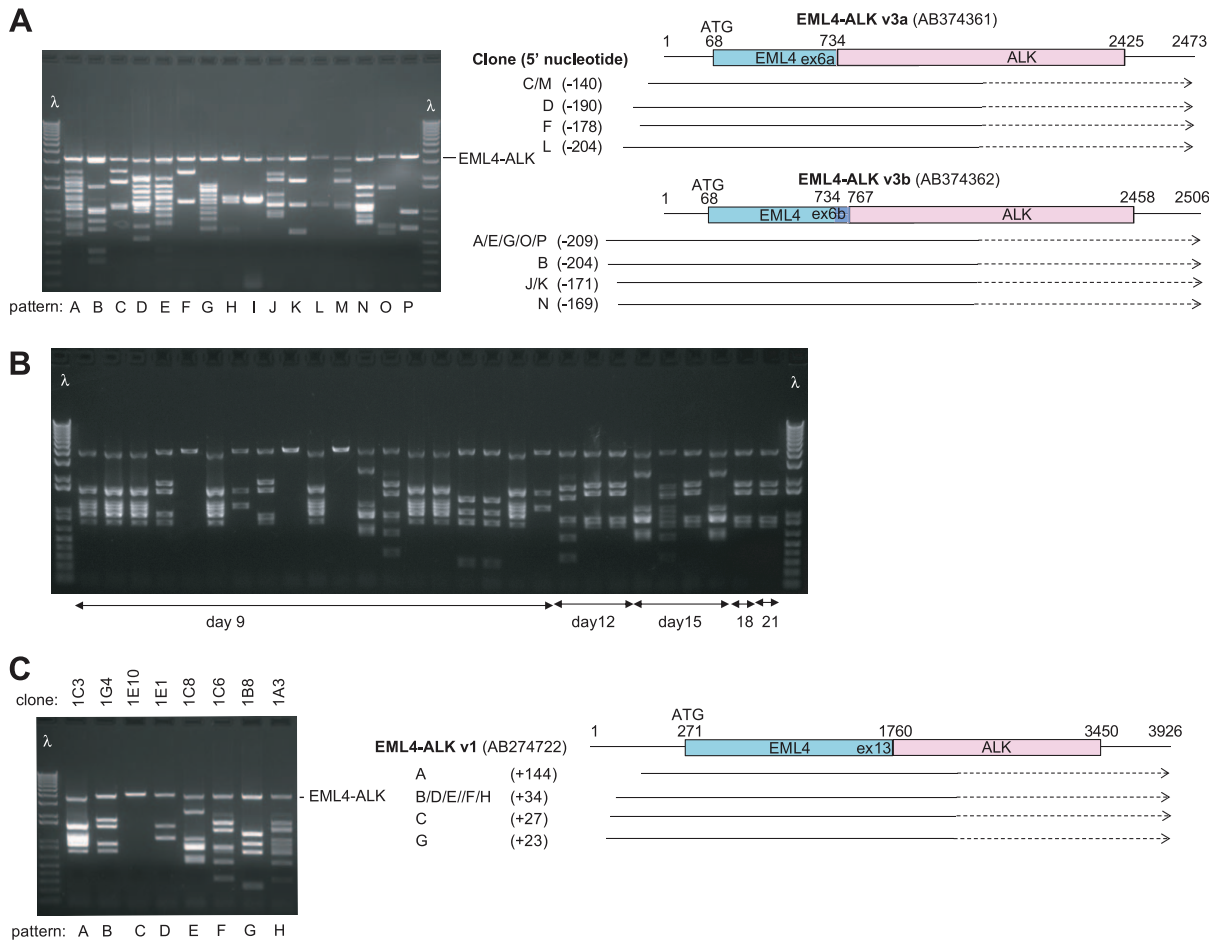 A
λ
λ
EML4-ALK
pattern: A B C D E F G H I J K L M N O P
EML4-ALK v3a (AB374361)
ATG
1 68 734 2425 2473
EML4 ex6a ALK
Clone (5' nucleotide)
C/M (-140)
D (-190)
F (-178)
L (-204)
EML4-ALK v3b (AB374362)
ATG
1 68 734 767 2458 2506
EML4 ex6b ALK
A/E/G/O/P (-209)
B (-204)
J/K (-171)
N (-169)
B
λ
λ
day 9 day12 day15 18 21
C
clone: 1C3 1G4 1E10 1E1 1C8 1C6 1B8 1A3
λ
EML4-ALK
pattern: A B C D E F G H
ATG
1 271 1760 3450 3926
EML4-ALK v1 (AB274722)
EML4 ex13 ALK
A (+144)
B/D/E//F/H (+34)
C (+27)
G (+23)